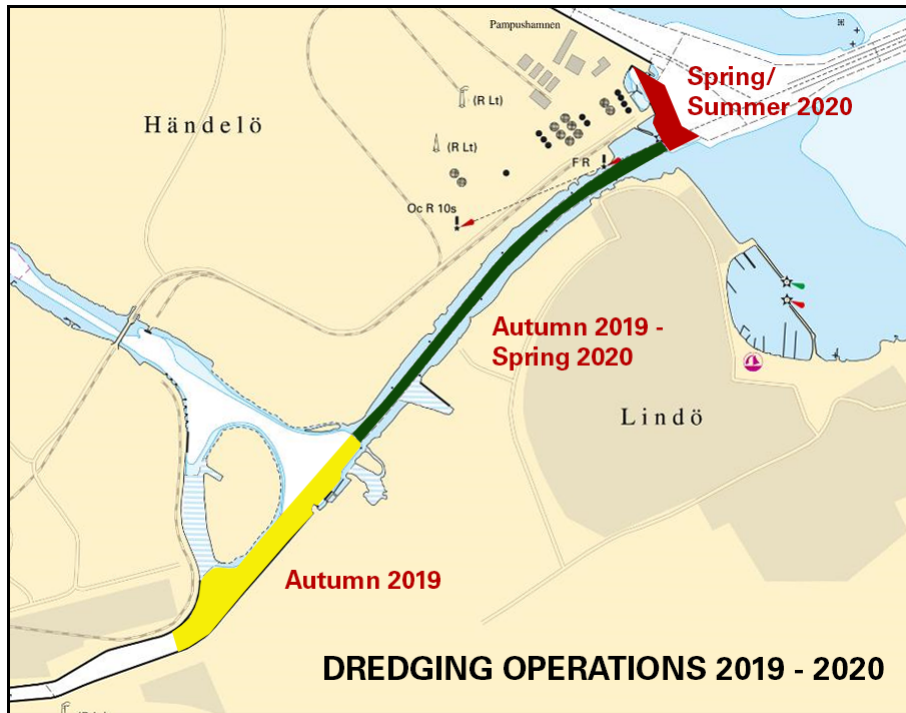 Pampushamnen
Spring/
Summer 2020
(R Lt)
Händelö
(R Lt)
F R
Oc R 10s
Autumn 2019 -
Spring 2020
Lindö
Autumn 2019
DREDGING OPERATIONS 2019 - 2020